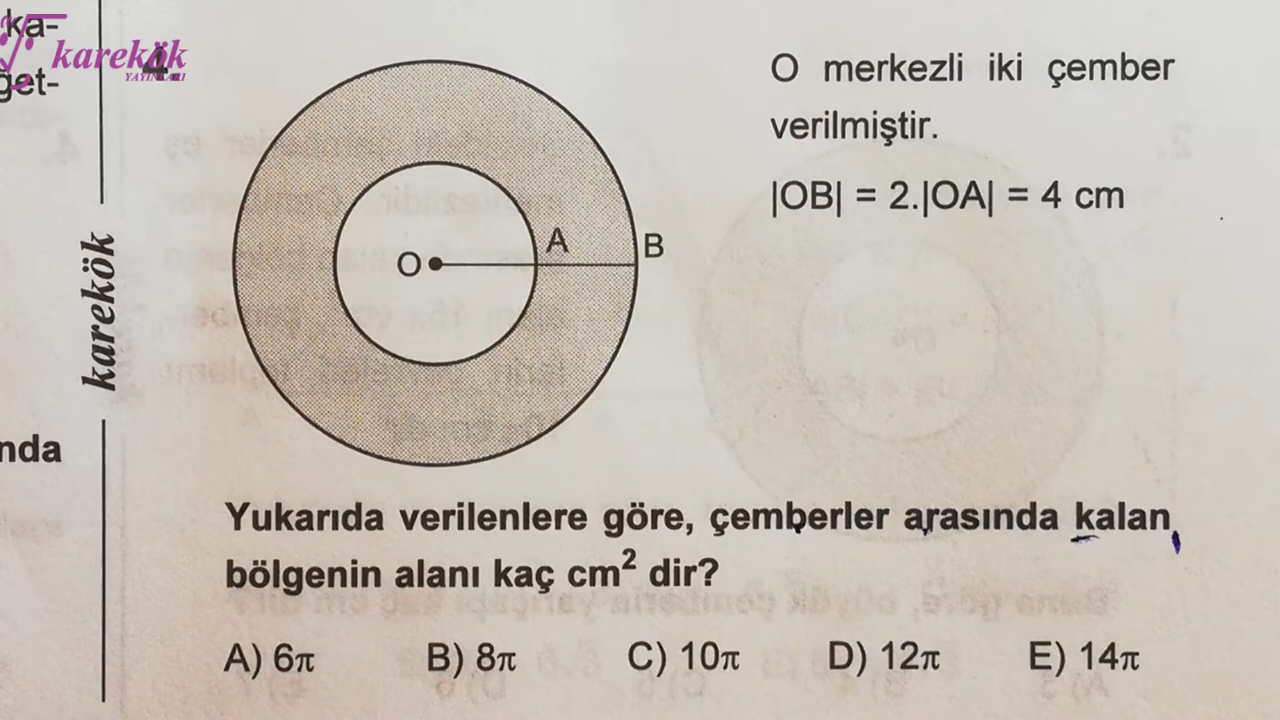 ka-
get-
karekök
YAYINLARI
4.
O merkezli iki çember
verilmiştir.
|OB| = 2.|OA| = 4 cm
O
A
B
karekök
nda
Yukarıda verilenlere göre, çemberler arasında kalan
bölgenin alanı kaç cm² dir?
A) 6π B) 8π C) 10π D) 12π E) 14π